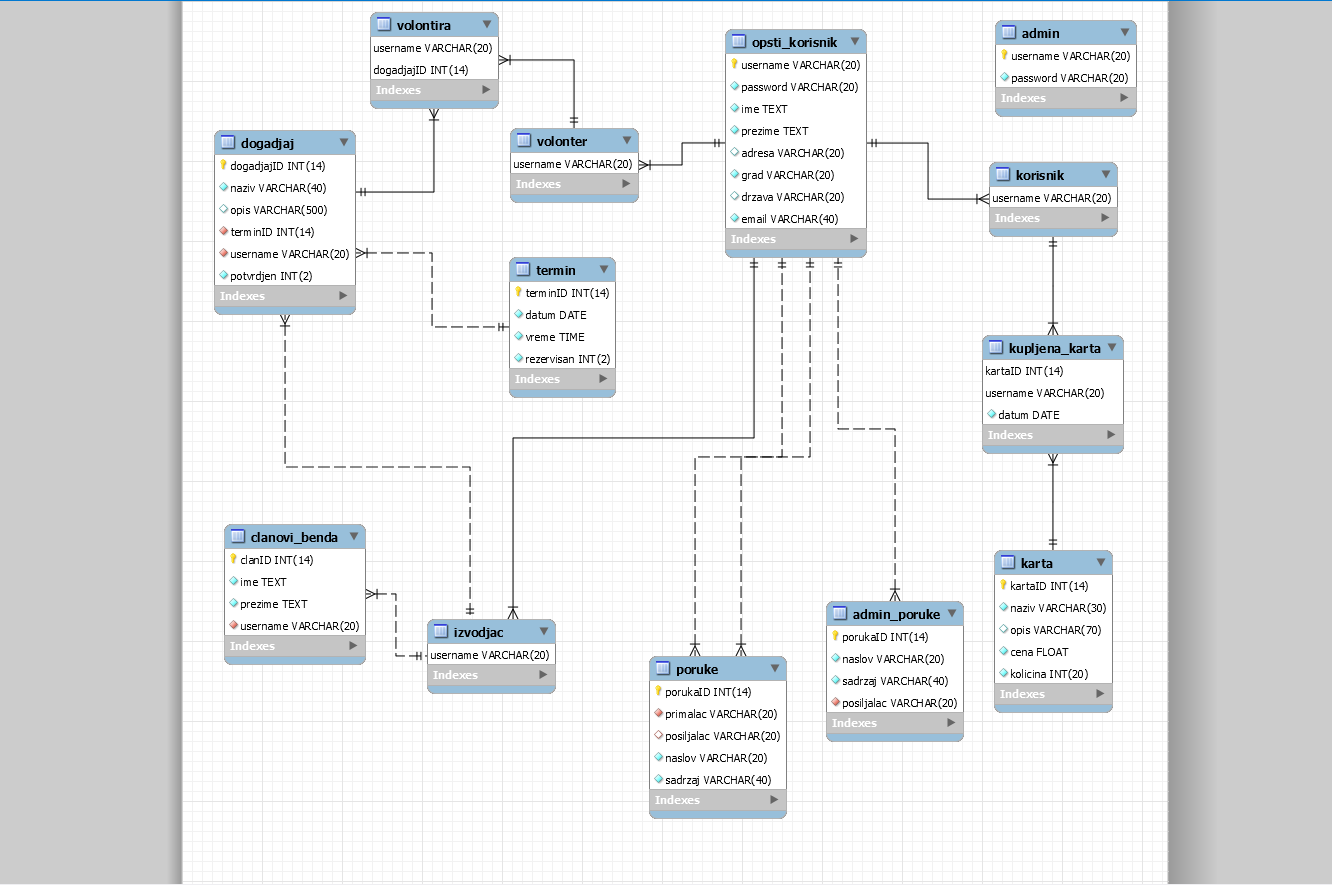 volontira
username VARCHAR(20)
dogadjajID INT(14)
Indexes
opsti_korisnik
username VARCHAR(20)
password VARCHAR(20)
ime TEXT
prezime TEXT
adresa VARCHAR(20)
grad VARCHAR(20)
drzava VARCHAR(20)
email VARCHAR(40)
Indexes
admin
username VARCHAR(20)
password VARCHAR(20)
Indexes
dogadjaj
dogadjajID INT(14)
naziv VARCHAR(40)
opis VARCHAR(500)
terminID INT(14)
username VARCHAR(20)
potvrdjen INT(2)
Indexes
volonter
username VARCHAR(20)
Indexes
korisnik
username VARCHAR(20)
Indexes
termin
terminID INT(14)
datum DATE
vreme TIME
rezervisan INT(2)
Indexes
kupljena_karta
kartaID INT(14)
username VARCHAR(20)
datum DATE
Indexes
clanovi_benda
clanID INT(14)
ime TEXT
prezime TEXT
username VARCHAR(20)
Indexes
izvodjac
username VARCHAR(20)
Indexes
poruke
porukaID INT(14)
primalac VARCHAR(20)
posiljalac VARCHAR(20)
naslov VARCHAR(20)
sadrzaj VARCHAR(40)
Indexes
admin_poruke
porukaID INT(14)
naslov VARCHAR(20)
sadrzaj VARCHAR(40)
posiljalac VARCHAR(20)
Indexes
karta
kartaID INT(14)
naziv VARCHAR(30)
opis VARCHAR(70)
cena FLOAT
kolicina INT(20)
Indexes